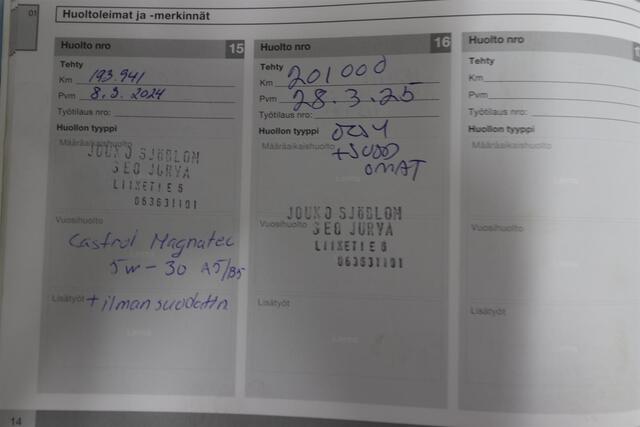 01
Huoltoleimat ja -merkinnät
Huolto nro 15
Tehty
Km 193.941
Pvm 8.3.2024
Työtilaus nro:
Huollon tyyppi
Määräaikaishuolto
JOUKO SJÖBLOM
SEO JURVA
LIIKETIE 6
063631101
Vuosihuolto
Castrol Magnatec
5w-30 A5/B5
Lisätyöt + ilman suodatin
14
Huolto nro 16
Tehty
Km 201000
Pvm 28.3.25
Työtilaus nro:
Huollon tyyppi ÖLJY
+SUOD
OMAT
Määräaikaishuolto
JOUKO SJÖBLOM
Vuosihuolto SEO JURVA
LIIKETIE 6
063631101
Lisätyöt
Huolto nro
Tehty
Km
Pvm
Työtilaus nro:
Huollon tyyppi
Määräaikaishuolto
Vuosihuolto
Lisätyöt